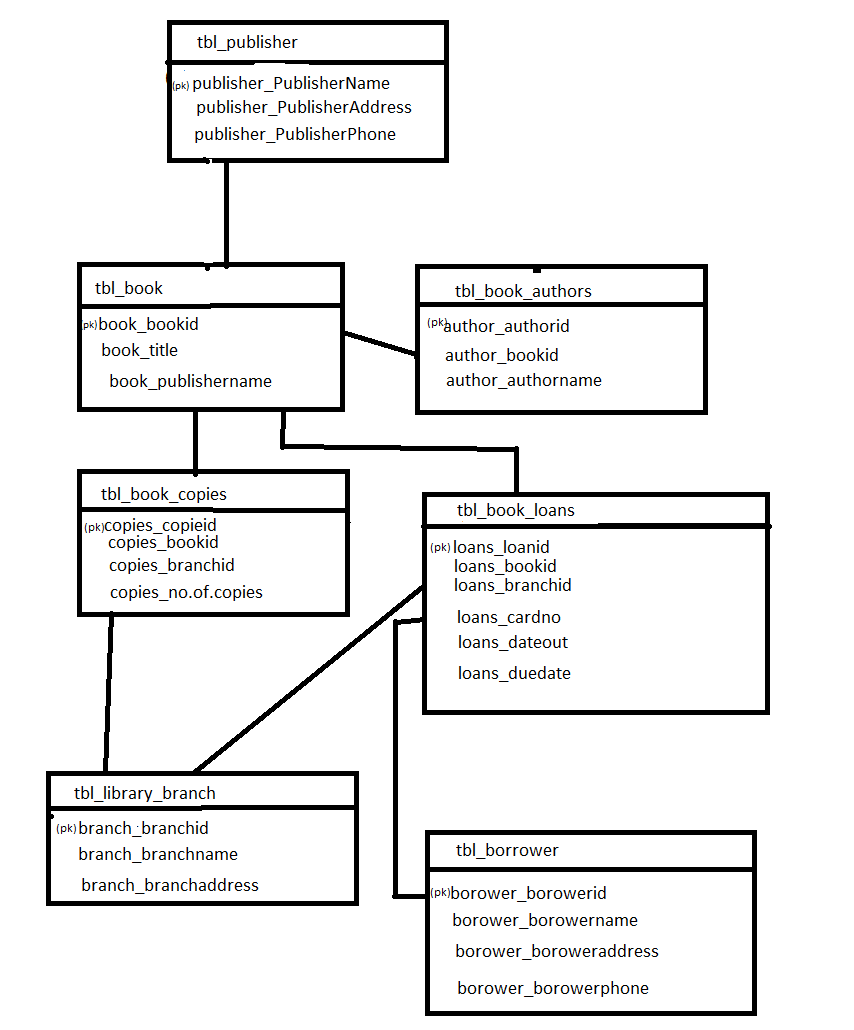 tbl_publisher
(pk) publisher_PublisherName
publisher_PublisherAddress
publisher_PublisherPhone
tbl_book
(pk)book_bookid
book_title
book_publishername
tbl_book_authors
(pk)author_authorid
author_bookid
author_authorname
tbl_book_copies
(pk)copies_copieid
copies_bookid
copies_branchid
copies_no.of.copies
tbl_book_loans
(pk) loans_loanid
loans_bookid
loans_branchid
loans_cardno
loans_dateout
loans_duedate
tbl_library_branch
(pk)branch_branchid
branch_branchname
branch_branchaddress
tbl_borrower
(pk)borower_borowerid
borower_borowername
borower_boroweraddress
borower_borowerphone